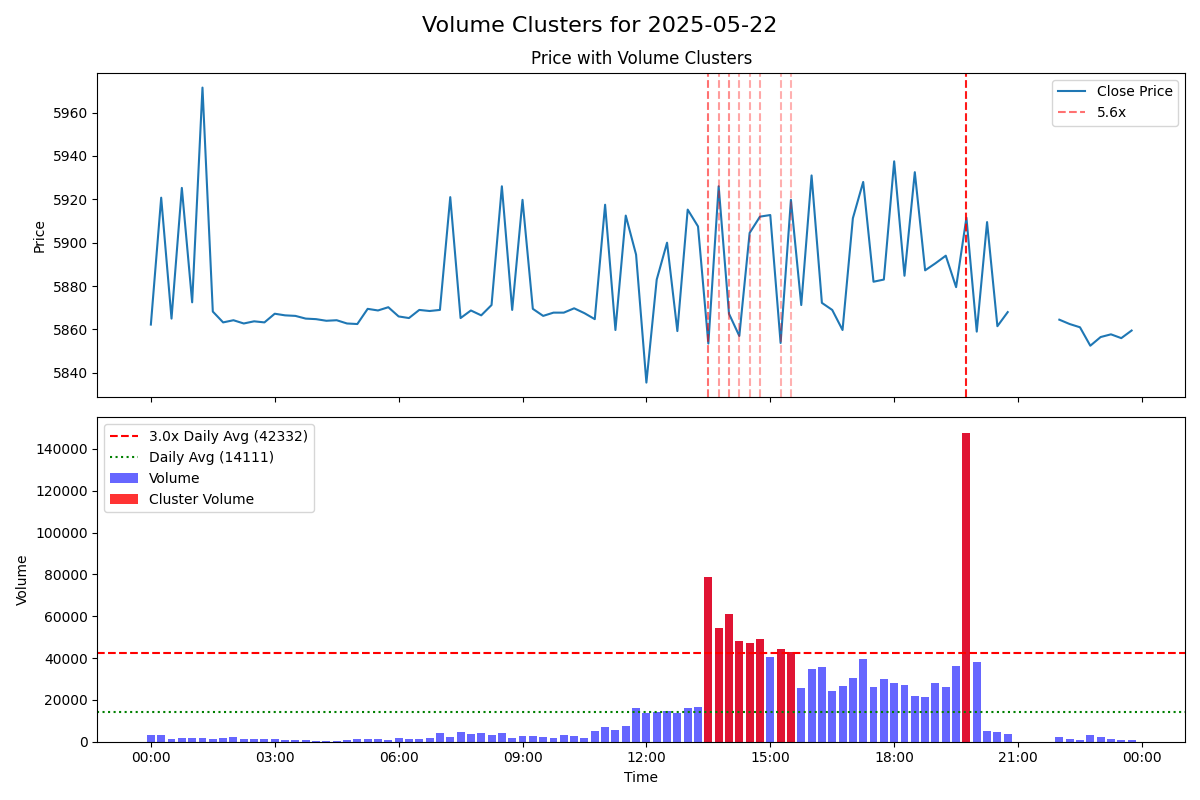 Volume Clusters for 2025-05-22
Price with Volume Clusters
Price
5960
5940
5920
5900
5880
5860
5840
Close Price
5.6x
Volume
140000
120000
100000
80000
60000
40000
20000
0
3.0x Daily Avg (42332)
Daily Avg (14111)
Volume
Cluster Volume
00:00 03:00 06:00 09:00 12:00 15:00 18:00 21:00 00:00
Time